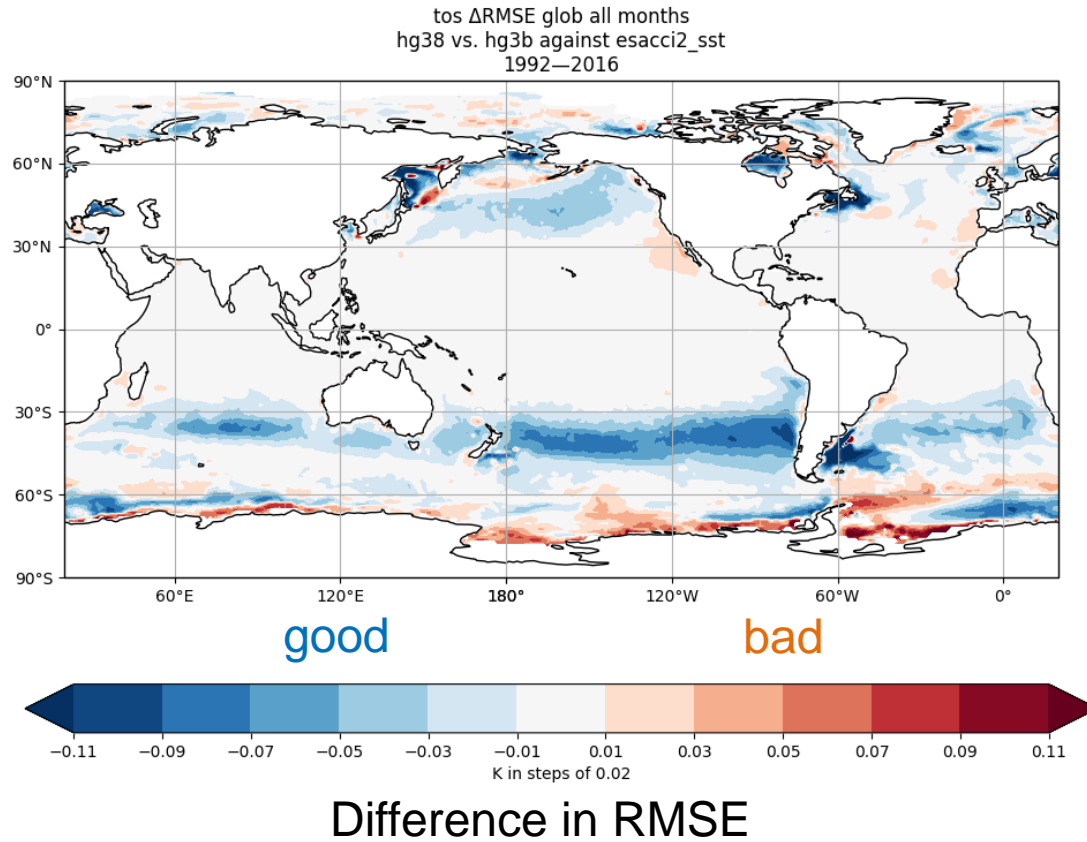 tos ΔRMSE glob all months
hg38 vs. hg3b against esacci2_sst
1992—2016
90°N
60°N
30°N
0°
30°S
60°S
90°S
60°E 120°E 180° 120°W 60°W 0°
good bad
−0.11 −0.09 −0.07 −0.05 −0.03 −0.01 0.01 0.03 0.05 0.07 0.09 0.11
K in steps of 0.02
Difference in RMSE